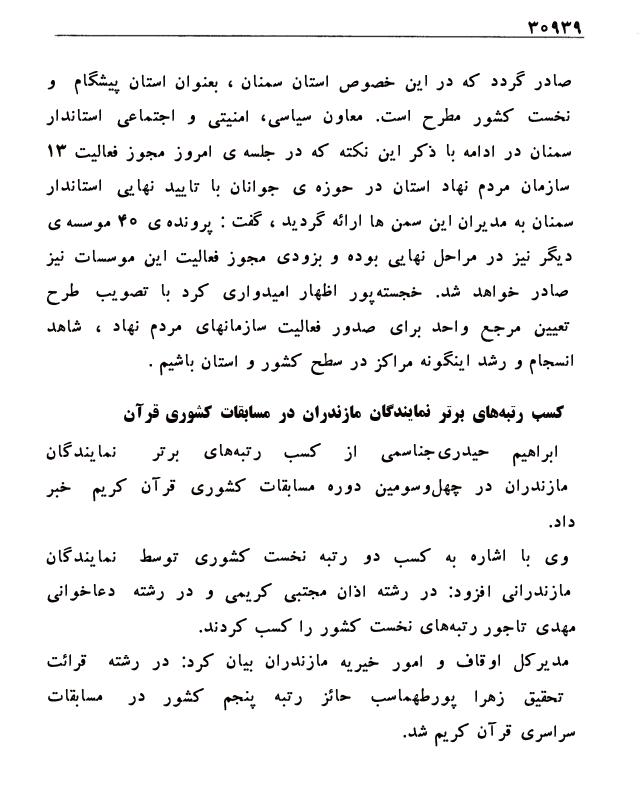 ۳۰۹۳۹
صادر گردد که در این خصوص استان سمنان ، بعنوان استان پیشگام و
نخست کشور مطرح است. معاون سیاسی، امنیتی و اجتماعی استاندار
سمنان در ادامه با ذکر این نکته که در جلسه ی امروز مجوز فعالیت ۱۳
سازمان مردم نهاد استان در حوزه ی جوانان با تایید نهایی استاندار
سمنان به مدیران این سمن ها ارائه گردید ، گفت : پرونده ی ۴۰ موسسه ی
دیگر نیز در مراحل نهایی بوده و بزودی مجوز فعالیت این موسسات نیز
صادر خواهد شد. خجسته‌پور اظهار امیدواری کرد با تصویب طرح
تعیین مرجع واحد برای صدور فعالیت سازمانهای مردم نهاد ، شاهد
انسجام و رشد اینگونه مراکز در سطح کشور و استان باشیم .
کسب رتبه‌های برتر نمایندگان مازندران در مسابقات کشوری قرآن
ابراهیم حیدری‌جناسمی از کسب رتبه‌های برتر نمایندگان
مازندران در چهل‌وسومین دوره مسابقات کشوری قرآن کریم خبر
داد.
وی با اشاره به کسب دو رتبه نخست کشوری توسط نمایندگان
مازندرانی افزود: در رشته اذان مجتبی کریمی و در رشته دعاخوانی
مهدی تاجور رتبه‌های نخست کشور را کسب کردند.
مدیرکل اوقاف و امور خیریه مازندران بیان کرد: در رشته قرائت
تحقیق زهرا پورطهماسب حائز رتبه پنجم کشور در مسابقات
سراسری قرآن کریم شد.